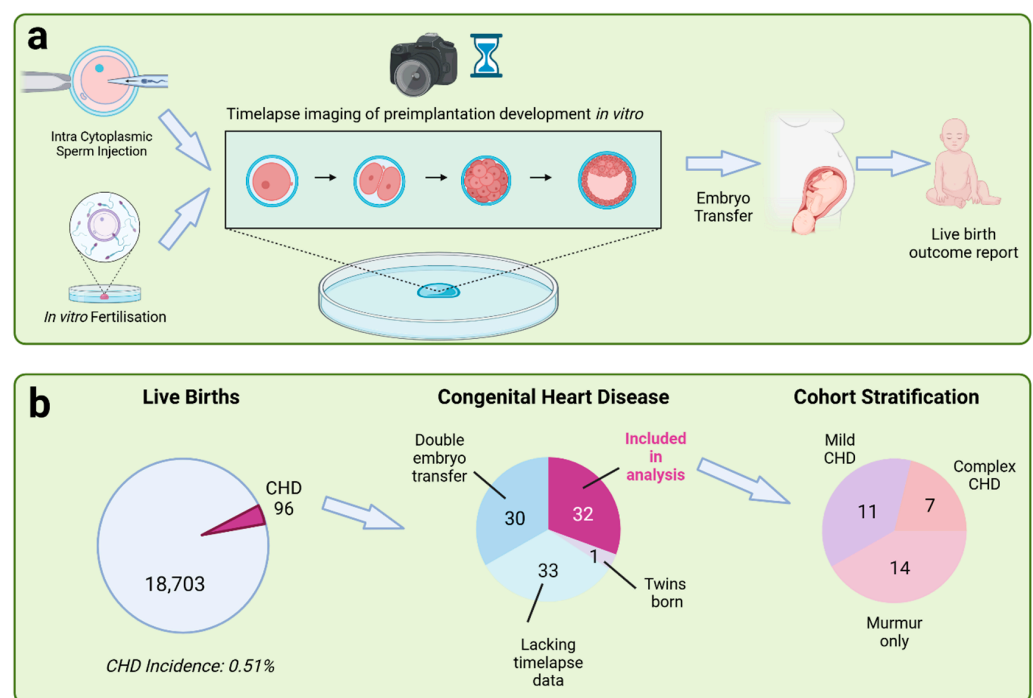 a
Intra Cytoplasmic
Sperm Injection
In vitro Fertilisation
Timelapse imaging of preimplantation development in vitro
Embryo
Transfer
Live birth
outcome report
b
Live Births
CHD
96
18,703
CHD Incidence: 0.51%
Congenital Heart Disease
Double
embryo
transfer
Included
in
analysis
30
32
33
1
Twins
born
Lacking
timelapse
data
Cohort Stratification
Mild
CHD
Complex
CHD
11
7
14
Murmur
only